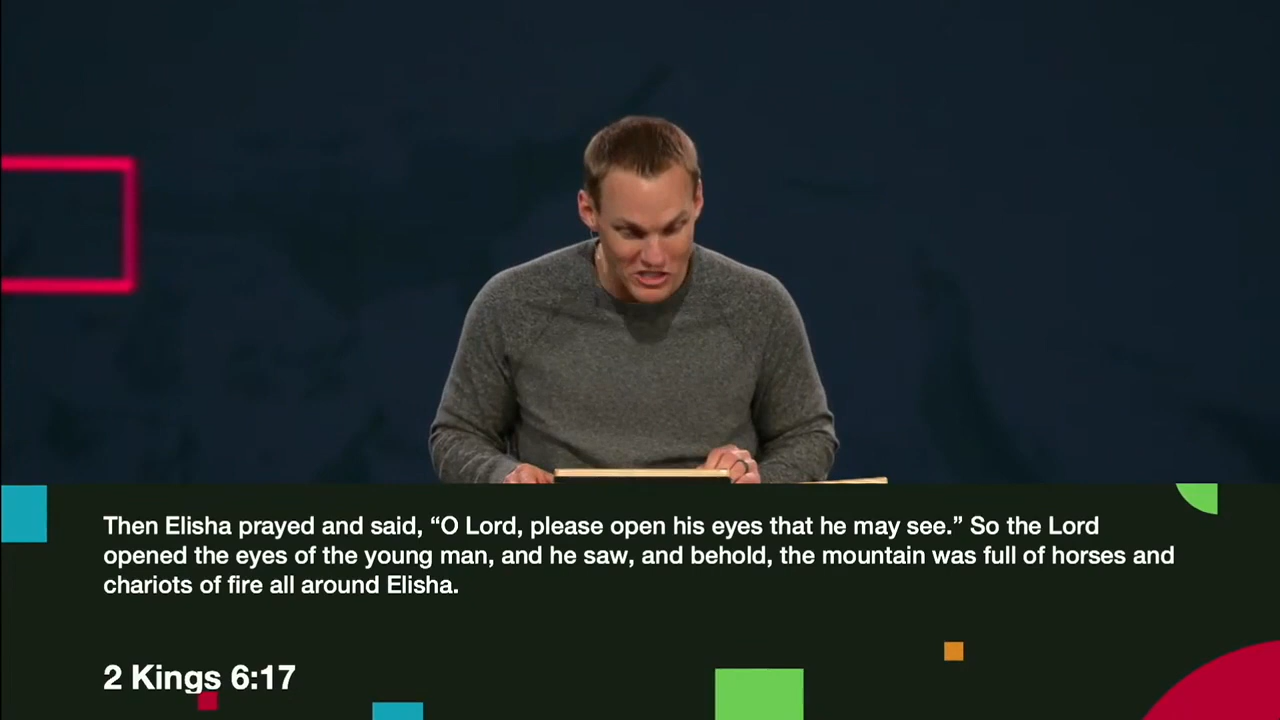 Then Elisha prayed and said, “O Lord, please open his eyes that he may see.” So the Lord
opened the eyes of the young man, and he saw, and behold, the mountain was full of horses and
chariots of fire all around Elisha.
2 Kings 6:17